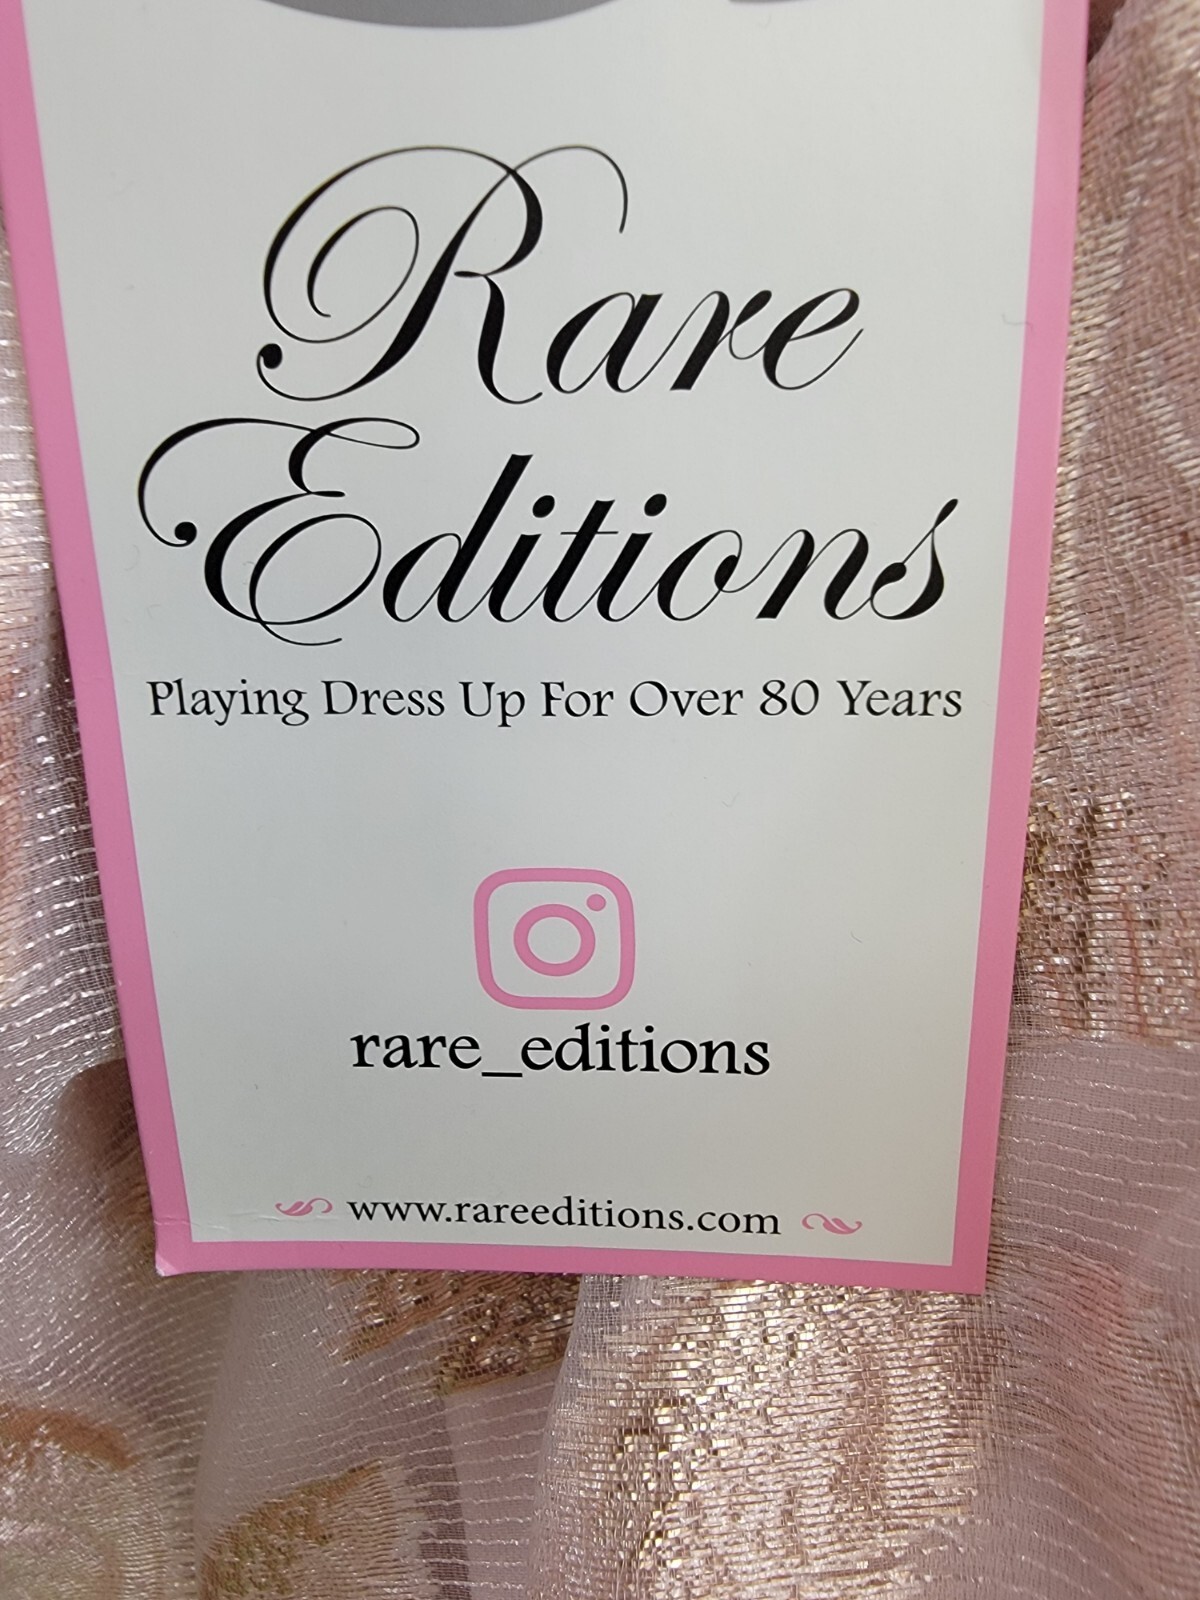 Rare
Editions
Playing Dress Up For Over 80 Years
rare_editions
www.rareeditions.com